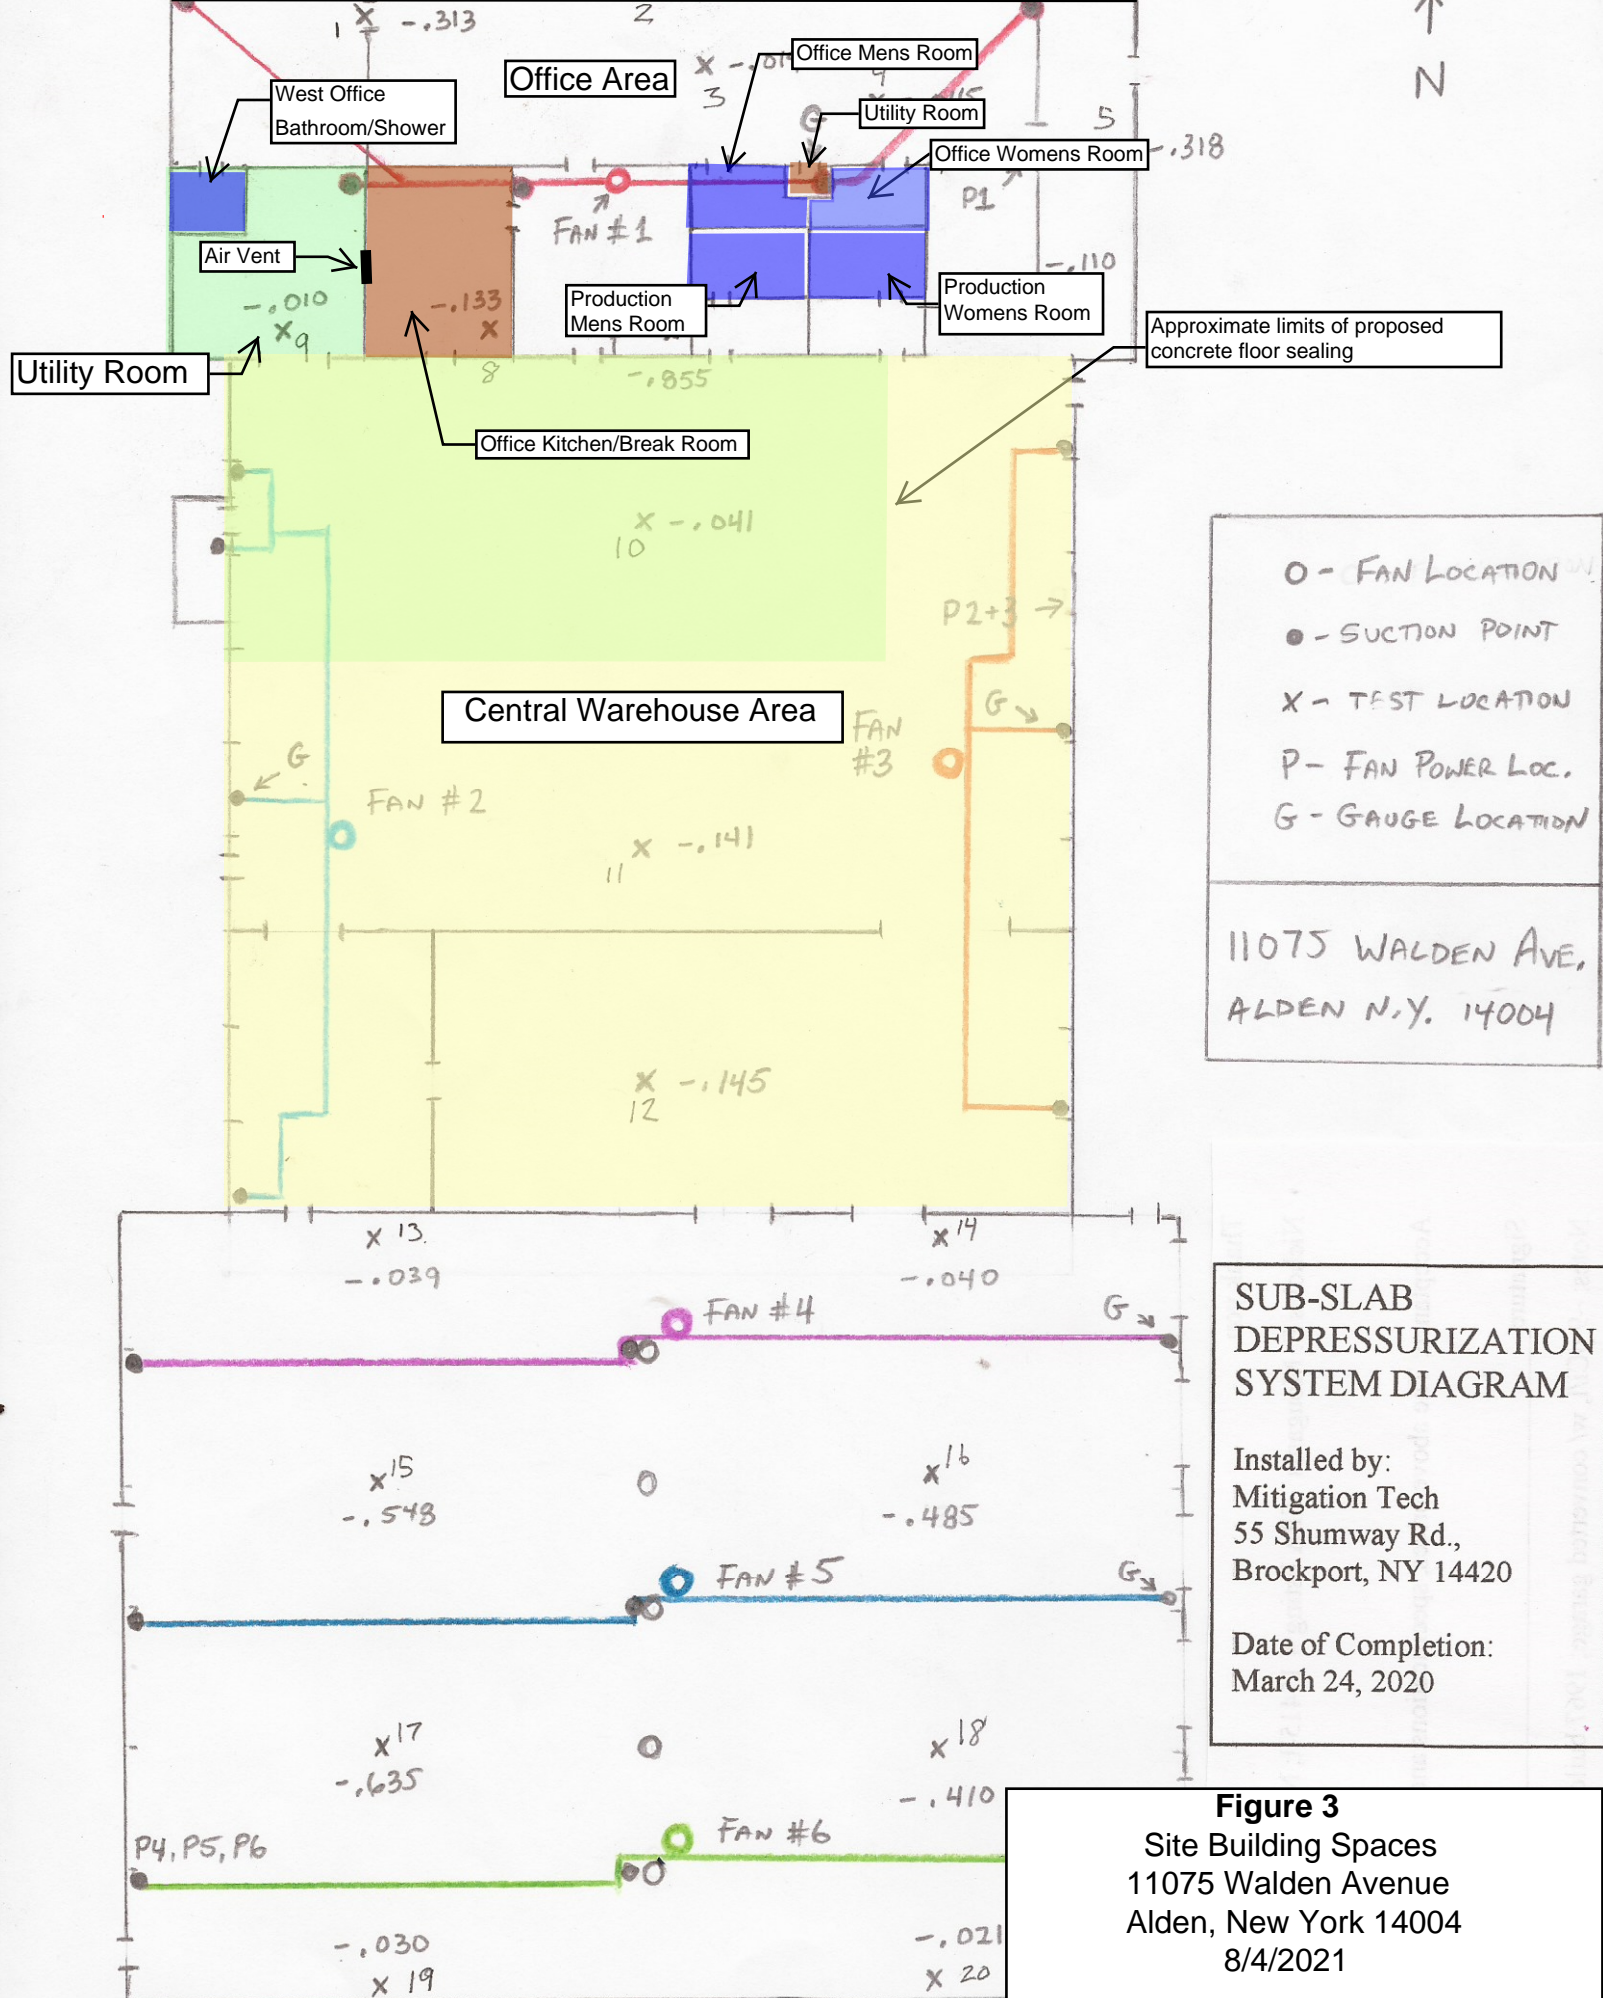 1
X -.313
2
N
Office Area
X
3
Office Mens Room
4
West Office
Bathroom/Shower
G
Utility Room
5
Office Womens Room
-.318
P1
FAN #1
Air Vent
-.010
X
9
-.133
X
8
Production
Mens Room
-.110
Production
Womens Room
Approximate limits of proposed
concrete floor sealing
Utility Room
-.855
Office Kitchen/Break Room
X -.041
10
P2+3
Central Warehouse Area
FAN
#3
G
G
FAN #2
X -.141
11
X -.145
12
O - FAN LOCATION
● - SUCTION POINT
X - TEST LOCATION
P - FAN POWER LOC.
G - GAUGE LOCATION
11075 WALDEN AVE.
ALDEN N.Y. 14004
X 13.
-.039
X 14
-.040
FAN #4
G
X 15
-.548
X 16
-.485
FAN #5
G
X 17
-.635
X 18
-.410
P4, P5, P6
FAN #6
-.030
X 19
-.021
X 20
SUB-SLAB
DEPRESSURIZATION
SYSTEM DIAGRAM
Installed by:
Mitigation Tech
55 Shumway Rd.,
Brockport, NY 14420
Date of Completion:
March 24, 2020
Figure 3
Site Building Spaces
11075 Walden Avenue
Alden, New York 14004
8/4/2021